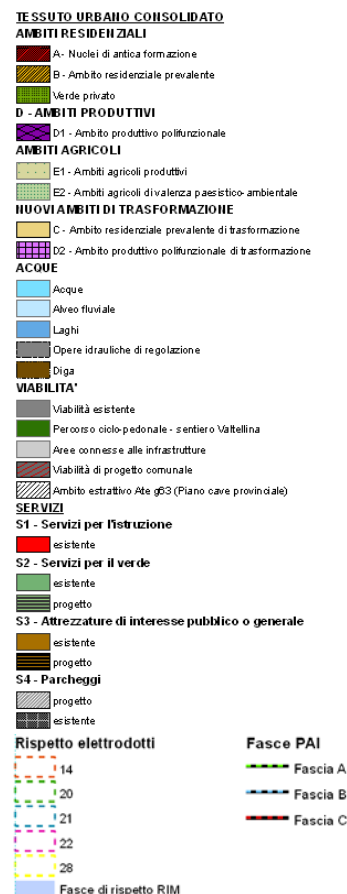 TESSUTO URBANO CONSOLIDATO
AMBITI RESIDENZIALI
A - Nuclei di antica formazione
B - Ambito residenziale prevalente
Verde privato
D - AMBITI PRODUTTIVI
D1 - Ambito produttivo polifunzionale
AMBITI AGRICOLI
E1 - Ambiti agricoli produttivi
E2 - Ambiti agricoli di valenza paesistico-ambientale
NUOVI AMBITI DI TRASFORMAZIONE
C - Ambito residenziale prevalente di trasformazione
D2 - Ambito produttivo polifunzionale di trasformazione
ACQUE
Acque
Alveo fluviale
Laghi
Opere idrauliche di regolazione
Diga
VIABILITA'
Viabilità esistente
Percorso ciclo-pedonale - sentiero Valtellina
Aree connesse alle infrastrutture
Viabilità di progetto comunale
Ambito estrattivo Ate g63 (Piano cave provinciale)
SERVIZI
S1 - Servizi per l'istruzione
esistente
S2 - Servizi per il verde
esistente
progetto
S3 - Attrezzature di interesse pubblico o generale
esistente
progetto
S4 - Parcheggi
progetto
esistente
Rispetto elettrodotti
14
20
21
22
28
Fasce di rispetto RIM
Fasce PAI
Fascia A
Fascia B
Fascia C